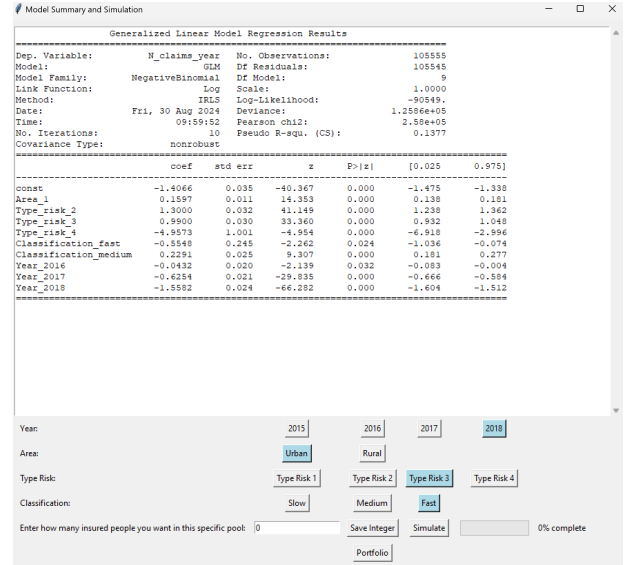 Model Summary and Simulation
Generalized Linear Model Regression Results
Dep. Variable: N_claims_year No. Observations: 105555
Model: GLM Df Residuals: 105545
Model Family: NegativeBinomial Df Model: 9
Link Function: Log Scale: 1.0000
Method: IRLS Log-Likelihood: -90549.
Date: Fri, 30 Aug 2024 Deviance: 1.2586e+05
Time: 09:59:52 Pearson chi2: 2.58e+05
No. Iterations: 10 Pseudo R-squ. (CS): 0.1377
Covariance Type: nonrobust
coef std err z P>|z| [0.025 0.975]
const -1.4066 0.035 -40.367 0.000 -1.475 -1.338
Area_1 0.1597 0.011 14.353 0.000 0.138 0.181
Type_risk_2 1.3000 0.032 41.149 0.000 1.238 1.362
Type_risk_3 0.9900 0.030 33.360 0.000 0.932 1.048
Type_risk_4 -4.9573 1.001 -4.954 0.000 -6.918 -2.996
Classification_fast -0.5548 0.245 -2.262 0.024 -1.036 -0.074
Classification_medium 0.2291 0.025 9.307 0.000 0.181 0.277
Year_2016 -0.0432 0.020 -2.139 0.032 -0.083 -0.004
Year_2017 -0.6254 0.021 -29.835 0.000 -0.666 -0.584
Year_2018 -1.5582 0.024 -66.282 0.000 -1.604 -1.512
Year: 2015 2016 2017 2018
Area: Urban Rural
Type Risk: Type Risk 1 Type Risk 2 Type Risk 3 Type Risk 4
Classification: Slow Medium Fast
Enter how many insured people you want in this specific pool: 0 Save Integer Simulate 0% complete
Portfolio